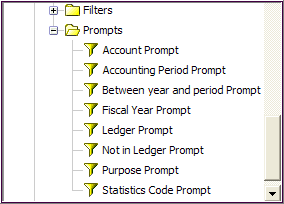 Filters
Prompts
Account Prompt
Accounting Period Prompt
Between year and period Prompt
Fiscal Year Prompt
Ledger Prompt
Not in Ledger Prompt
Purpose Prompt
Statistics Code Prompt